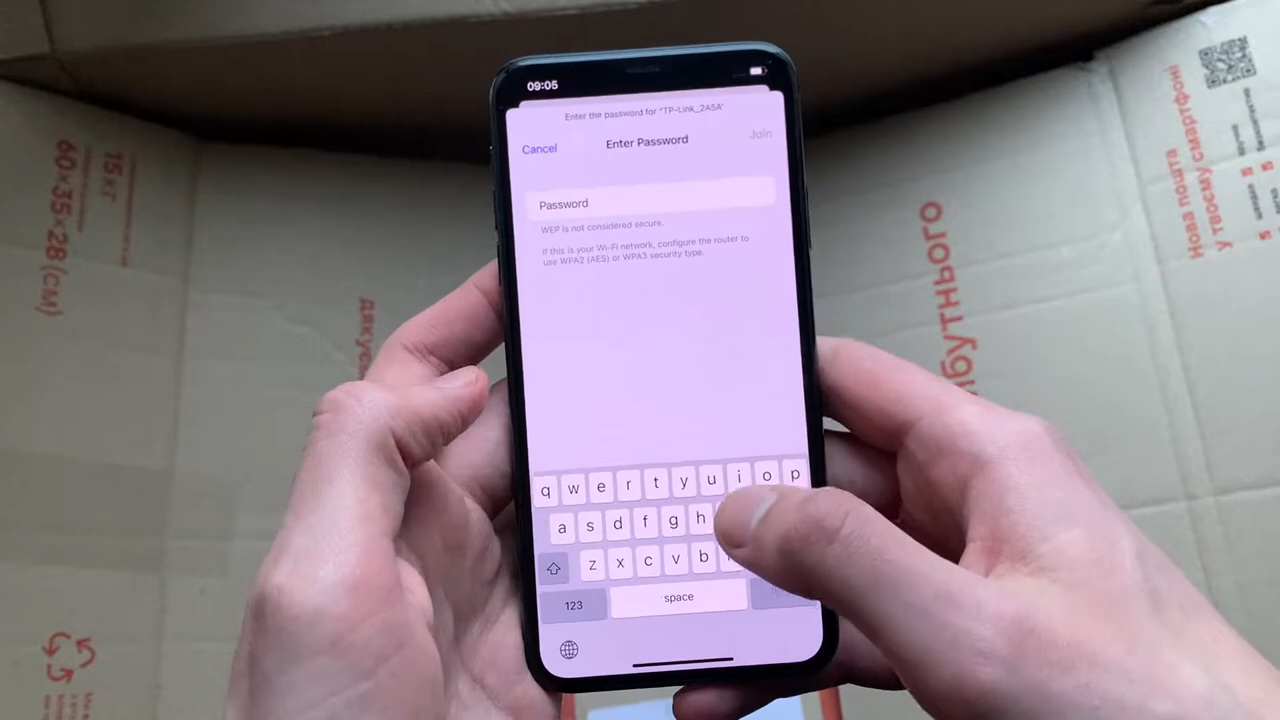 09:05
Enter the password for "TP-Link_2A5A"
Cancel
Enter Password
Join
Password
WEP is not considered secure.
If this is your Wi-Fi network, configure the router to
use WPA2 (AES) or WPA3 security type.
q w e r t y u i o p
a s d f g h
z x c v b
123
space
15 кг
60×35×28 (см)
дякує
йбутнього
Нова пошта
у твоєму смартфоні